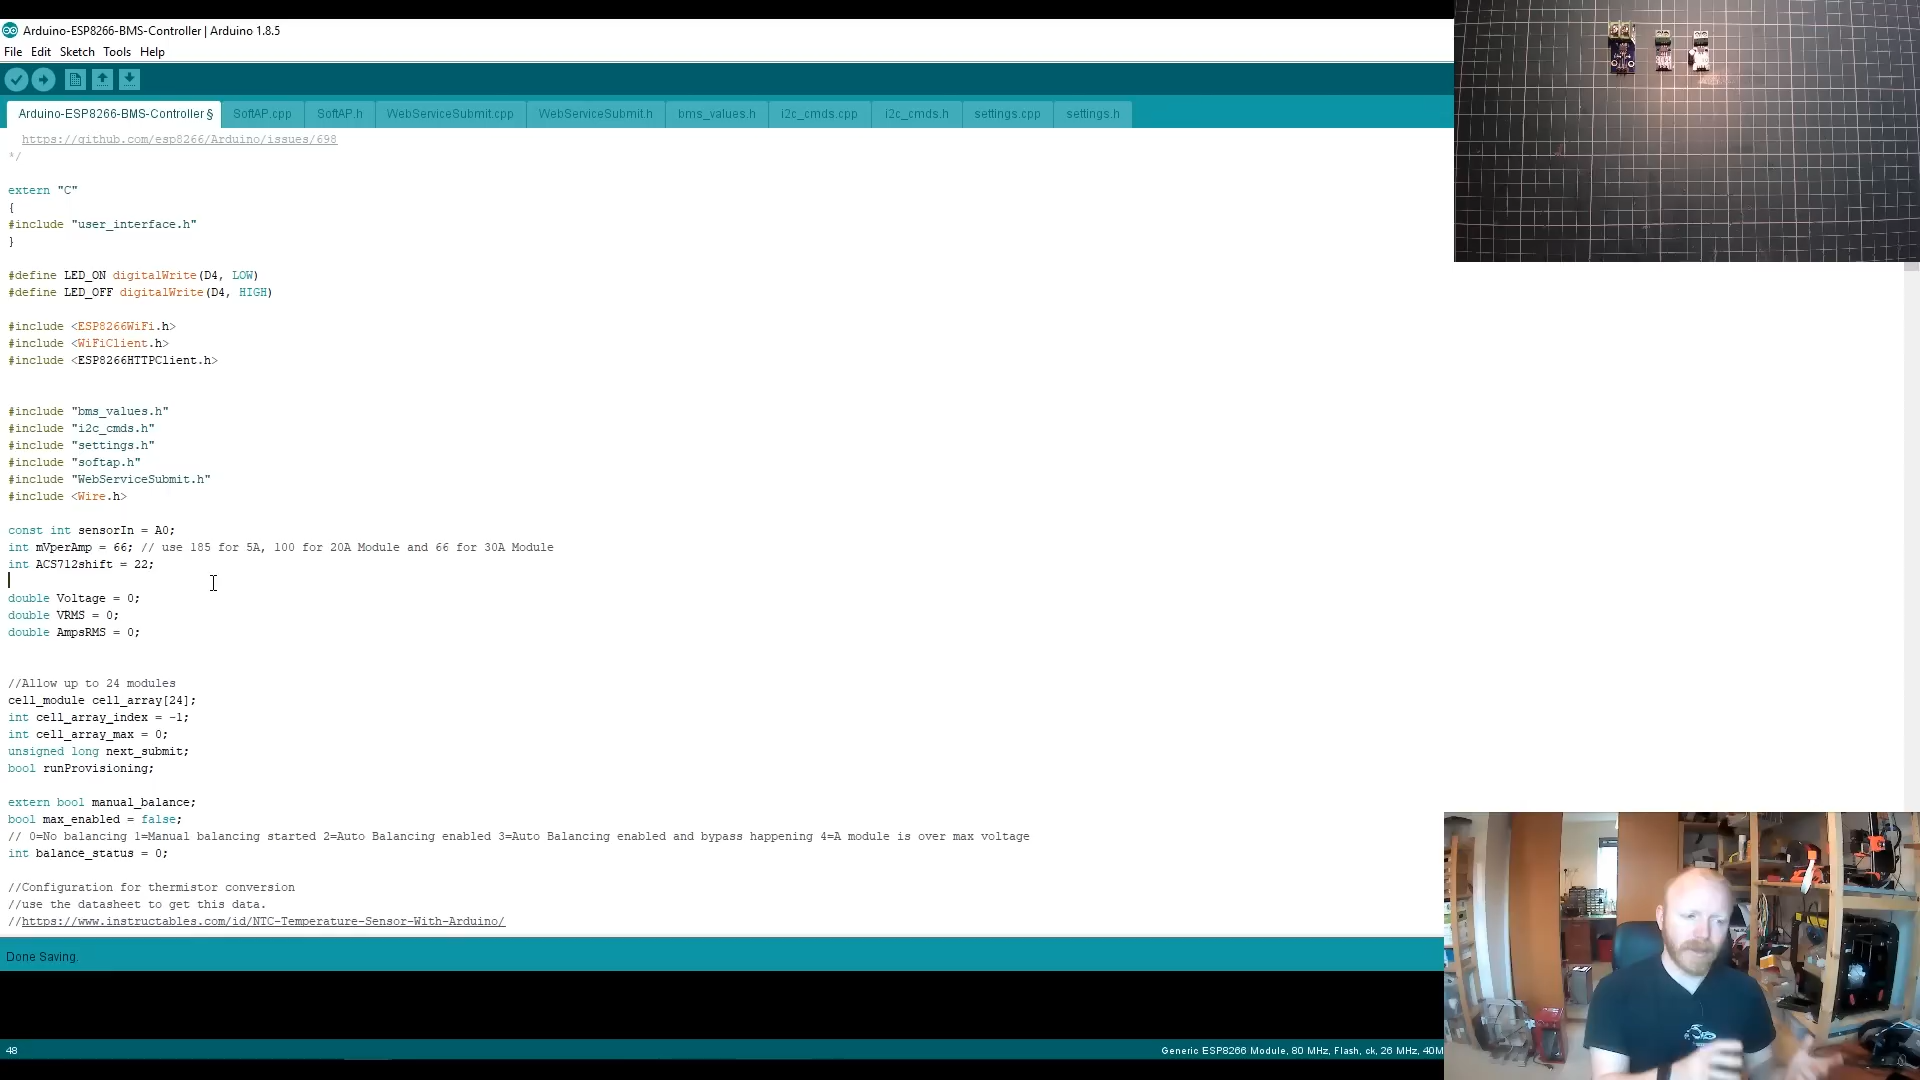 Arduino-ESP8266-BMS-Controller | Arduino 1.8.5
File Edit Sketch Tools Help
Arduino-ESP8266-BMS-Controller § SoftAP.cpp SoftAP.h WebServiceSubmit.cpp WebServiceSubmit.h bms_values.h i2c_cmds.cpp i2c_cmds.h settings.cpp settings.h
https://github.com/esp8266/Arduino/issues/698
*/
extern "C"
{
#include "user_interface.h"
}
#define LED_ON digitalWrite(D4, LOW)
#define LED_OFF digitalWrite(D4, HIGH)
#include <ESP8266WiFi.h>
#include <WiFiClient.h>
#include <ESP8266HTTPClient.h>
#include "bms_values.h"
#include "i2c_cmds.h"
#include "settings.h"
#include "softap.h"
#include "WebServiceSubmit.h"
#include <Wire.h>
const int sensorIn = A0;
int mVperAmp = 66; // use 185 for 5A, 100 for 20A Module and 66 for 30A Module
int ACS712shift = 22;
double Voltage = 0;
double VRMS = 0;
double AmpsRMS = 0;
//Allow up to 24 modules
cell_module cell_array[24];
int cell_array_index = -1;
int cell_array_max = 0;
unsigned long next_submit;
bool runProvisioning;
extern bool manual_balance;
bool max_enabled = false;
// 0=No balancing 1=Manual balancing started 2=Auto Balancing enabled 3=Auto Balancing enabled and bypass happening 4=A module is over max voltage
int balance_status = 0;
//Configuration for thermistor conversion
//use the datasheet to get this data.
//https://www.instructables.com/id/NTC-Temperature-Sensor-With-Arduino/
Done Saving.
48
Generic ESP8266 Module, 80 MHz, Flash, ck, 26 MHz, 40M